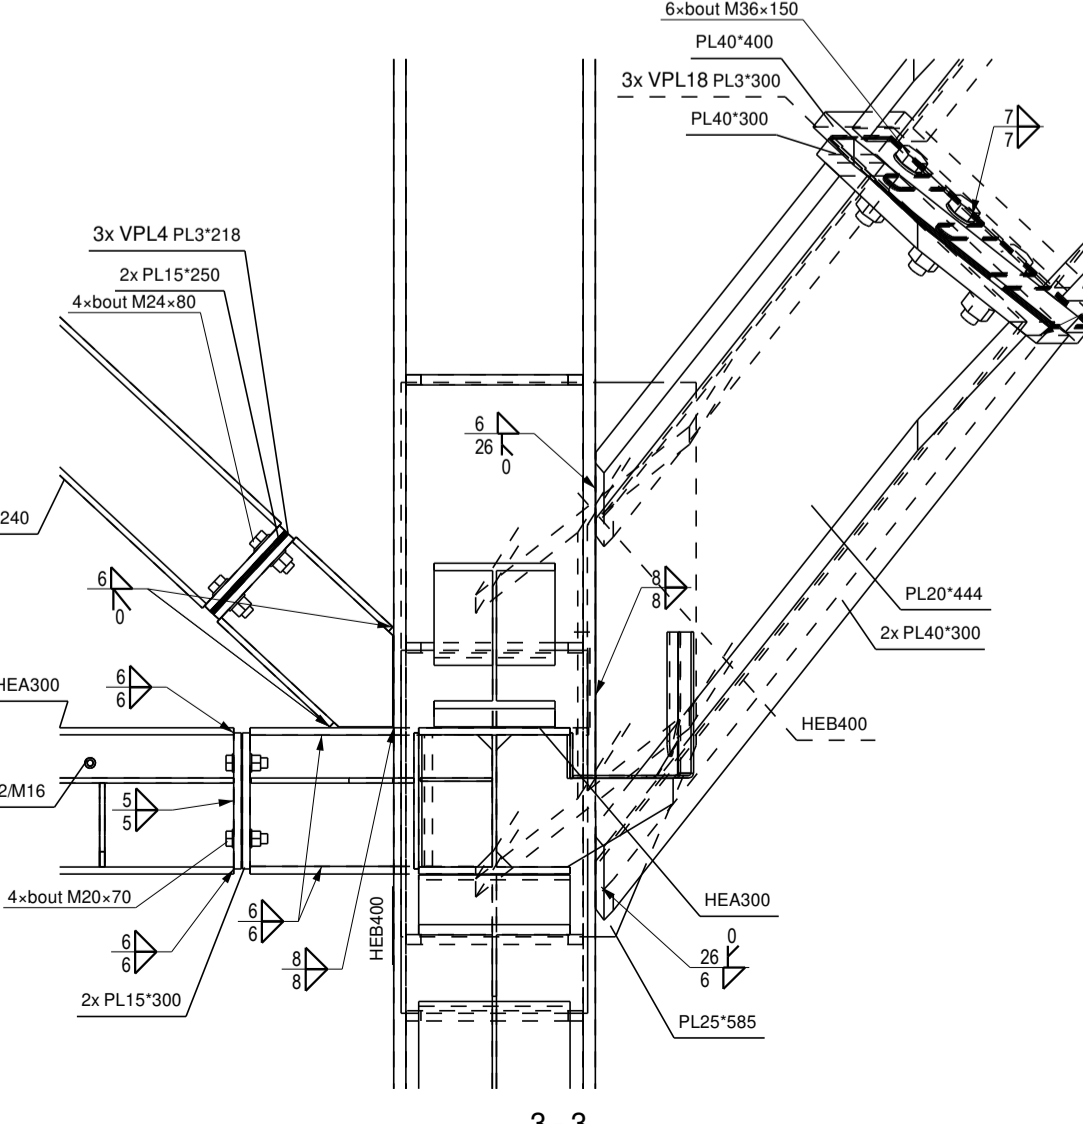 6×bout M36×150
PL40*400
3x VPL18 PL3*300
PL40*300
7
7
3x VPL4 PL3*218
2x PL15*250
4×bout M24×80
6
26
0
240
6
0
8
8
PL20*444
2x PL40*300
HEA300
6
6
HEB400
2/M16
5
5
4×bout M20×70
6
6
HEB400
HEA300
6
6
8
8
0
26
6
2x PL15*300
PL25*585
3 3